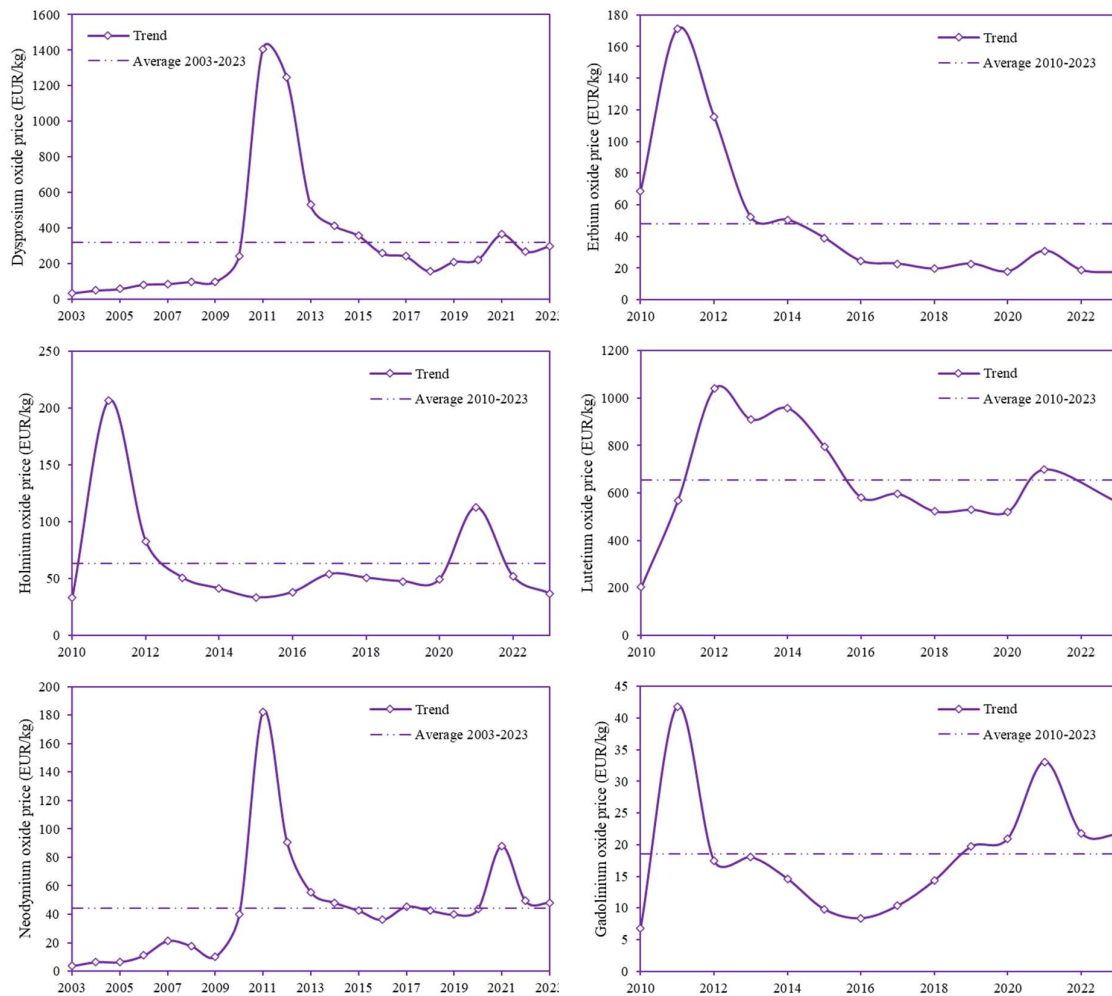 Dysprosium oxide price (EUR/kg)
1600
1400
1200
1000
800
600
400
200
0
Trend
Average 2003-2023
2003 2005 2007 2009 2011 2013 2015 2017 2019 2021 2023
Erbium oxide price (EUR/kg)
180
160
140
120
100
80
60
40
20
0
Trend
Average 2010-2023
2010 2012 2014 2016 2018 2020 2022
Holmium oxide price (EUR/kg)
250
200
150
100
50
0
Trend
Average 2010-2023
2010 2012 2014 2016 2018 2020 2022
Lutetium oxide price (EUR/kg)
1200
1000
800
600
400
200
0
Trend
Average 2010-2023
2010 2012 2014 2016 2018 2020 2022
Neodymium oxide price (EUR/kg)
200
180
160
140
120
100
80
60
40
20
0
Trend
Average 2003-2023
2003 2005 2007 2009 2011 2013 2015 2017 2019 2021 2023
Gadolinium oxide price (EUR/kg)
45
40
35
30
25
20
15
10
5
0
Trend
Average 2010-2023
2010 2012 2014 2016 2018 2020 2022